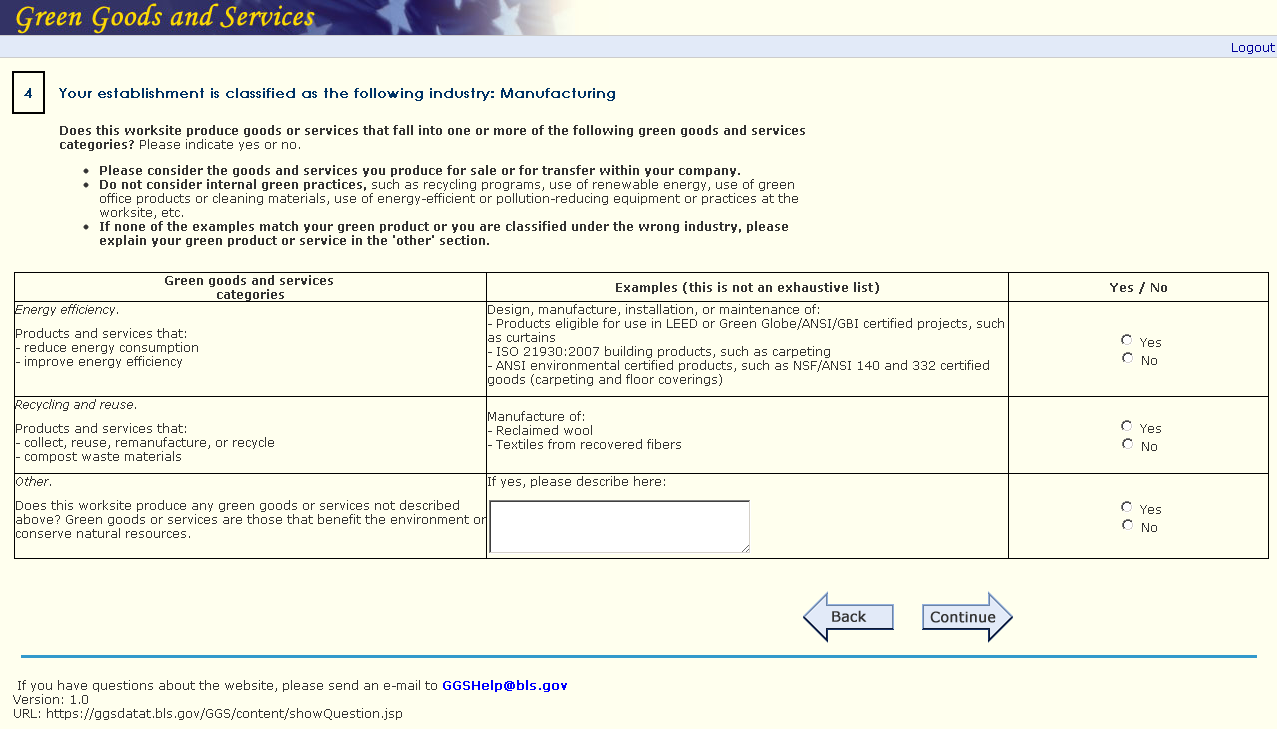 Green Goods and Services
Logout
4
Your establishment is classified as the following industry: Manufacturing
Does this worksite produce goods or services that fall into one or more of the following green goods and services
categories? Please indicate yes or no.
• Please consider the goods and services you produce for sale or for transfer within your company.
• Do not consider internal green practices, such as recycling programs, use of renewable energy, use of green
office products or cleaning materials, use of energy-efficient or pollution-reducing equipment or practices at the
worksite, etc.
• If none of the examples match your green product or you are classified under the wrong industry, please
explain your green product or service in the 'other' section.
Green goods and services
categories
Examples (this is not an exhaustive list)
Yes / No
Energy efficiency.
Products and services that:
- reduce energy consumption
- improve energy efficiency
Design, manufacture, installation, or maintenance of:
- Products eligible for use in LEED or Green Globe/ANSI/GBI certified projects, such
as curtains
- ISO 21930:2007 building products, such as carpeting
- ANSI environmental certified products, such as NSF/ANSI 140 and 332 certified
goods (carpeting and floor coverings)
Yes
No
Recycling and reuse.
Products and services that:
- collect, reuse, remanufacture, or recycle
- compost waste materials
Manufacture of:
- Reclaimed wool
- Textiles from recovered fibers
Yes
No
Other.
Does this worksite produce any green goods or services not described
above? Green goods or services are those that benefit the environment or
conserve natural resources.
If yes, please describe here:
Yes
No
Back
Continue
If you have questions about the website, please send an e-mail to GGSHelp@bls.gov
Version: 1.0
URL: https://ggsdatat.bls.gov/GGS/content/showQuestion.jsp